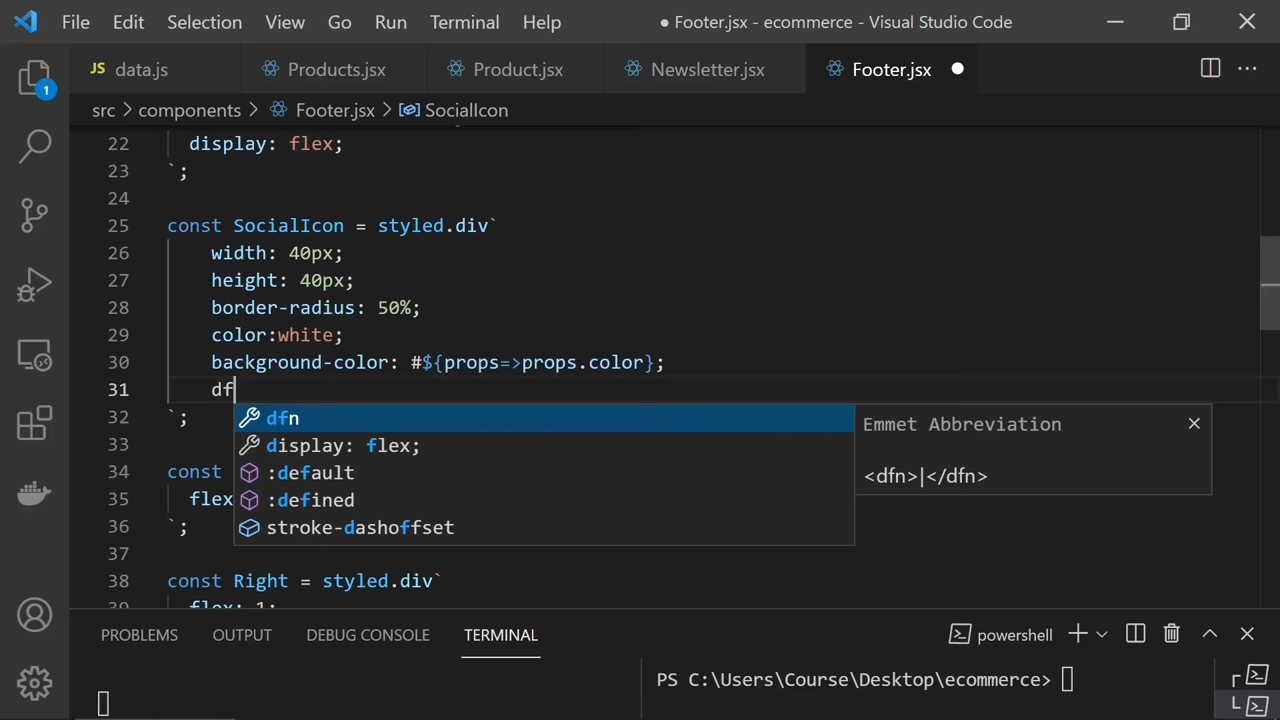 File Edit Selection View Go Run Terminal Help ● Footer.jsx - ecommerce - Visual Studio Code
JS data.js Products.jsx Product.jsx Newsletter.jsx Footer.jsx
1
src > components > Footer.jsx > SocialIcon
22 display: flex;
23 `;
24
25 const SocialIcon = styled.div`
26 width: 40px;
27 height: 40px;
28 border-radius: 50%;
29 color:white;
30 background-color: #${props=>props.color};
31 df
32 `;
dfn
Emmet Abbreviation
33
display: flex;
34 const
:default
<dfn>|</dfn>
35 flex
:defined
36 `;
stroke-dashoffset
37
38 const Right = styled.div`
39 flex: 1;
PROBLEMS OUTPUT DEBUG CONSOLE TERMINAL powershell
PS C:\Users\Course\Desktop\ecommerce>